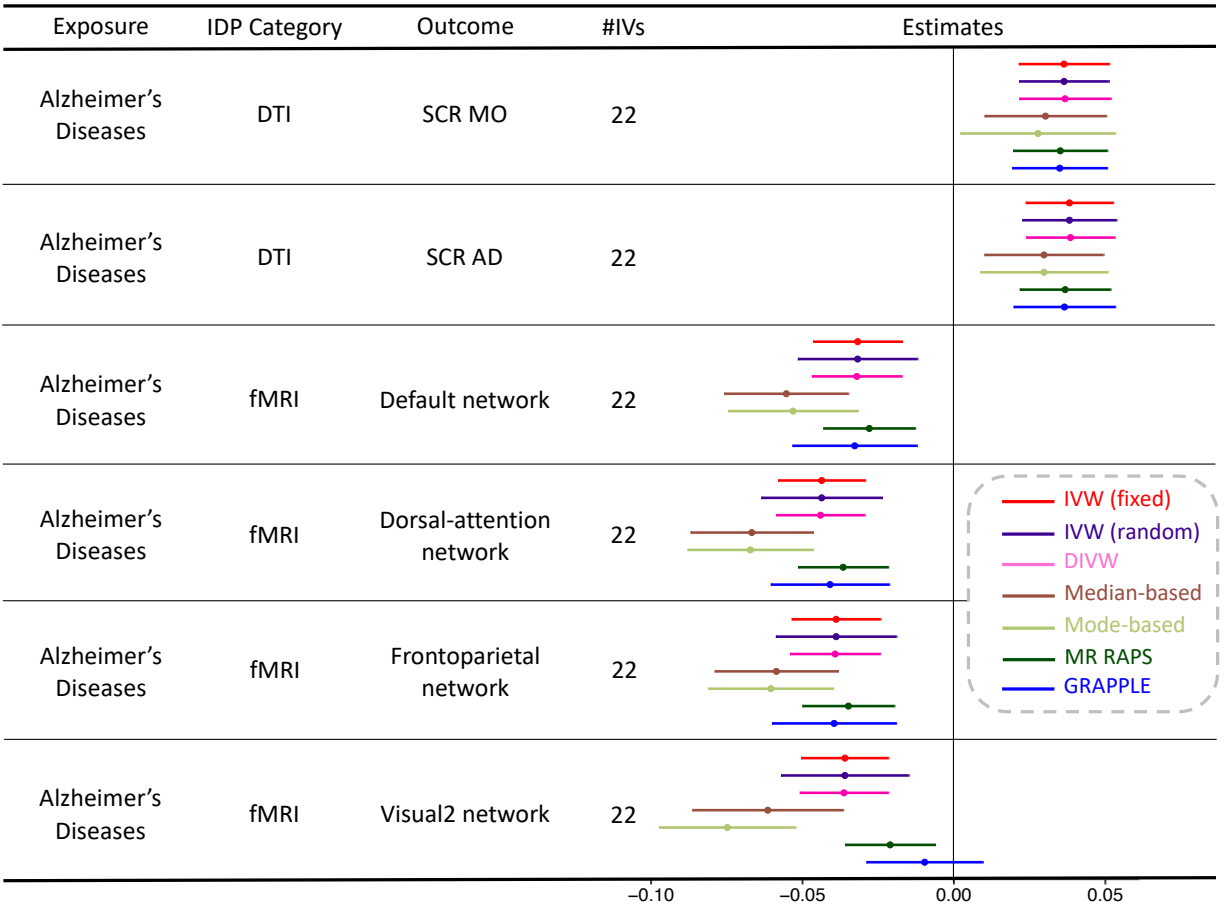 Exposure IDP Category Outcome #IVs Estimates
Alzheimer's
Diseases
DTI SCR MO 22
Alzheimer's
Diseases
DTI SCR AD 22
Alzheimer's
Diseases
fMRI Default network 22
Alzheimer's
Diseases
fMRI
Dorsal-attention
network
22
Alzheimer's
Diseases
fMRI
Frontoparietal
network
22
Alzheimer's
Diseases
fMRI Visual2 network 22
IVW (fixed)
IVW (random)
DIVW
Median-based
Mode-based
MR RAPS
GRAPPLE
−0.10 −0.05 0.00 0.05